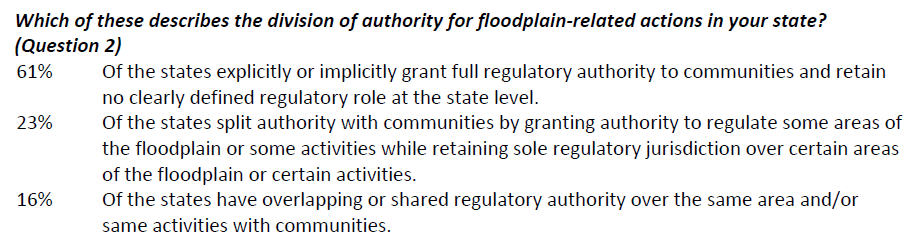 Which of these describes the division of authority for floodplain-related actions in your state?
(Question 2)
61% Of the states explicitly or implicitly grant full regulatory authority to communities and retain
no clearly defined regulatory role at the state level.
23% Of the states split authority with communities by granting authority to regulate some areas of
the floodplain or some activities while retaining sole regulatory jurisdiction over certain areas
of the floodplain or certain activities.
16% Of the states have overlapping or shared regulatory authority over the same area and/or
same activities with communities.